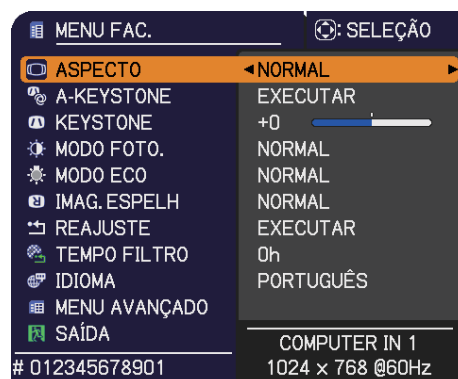 MENU FAC. : SELEÇÃO
ASPECTO NORMAL
A-KEYSTONE EXECUTAR
KEYSTONE +0
MODO FOTO. NORMAL
MODO ECO NORMAL
IMAG. ESPELH NORMAL
REAJUSTE EXECUTAR
TEMPO FILTRO 0h
IDIOMA PORTUGUÊS
MENU AVANÇADO
SAÍDA
COMPUTER IN 1
# 012345678901 1024 x 768 @60Hz